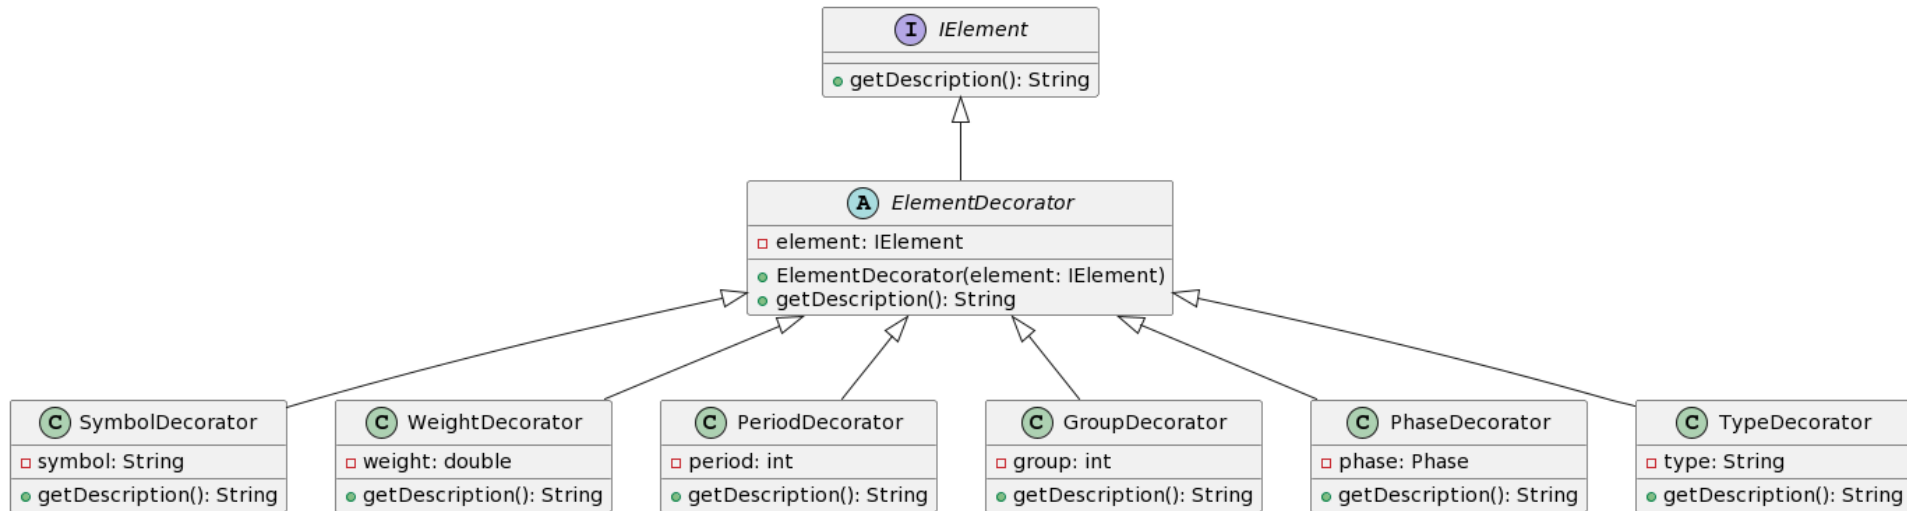 I IElement
getDescription(): String
A ElementDecorator
element: IElement
ElementDecorator(element: IElement)
getDescription(): String
C SymbolDecorator
symbol: String
getDescription(): String
C WeightDecorator
weight: double
getDescription(): String
C PeriodDecorator
period: int
getDescription(): String
C GroupDecorator
group: int
getDescription(): String
C PhaseDecorator
phase: Phase
getDescription(): String
C TypeDecorator
type: String
getDescription(): String